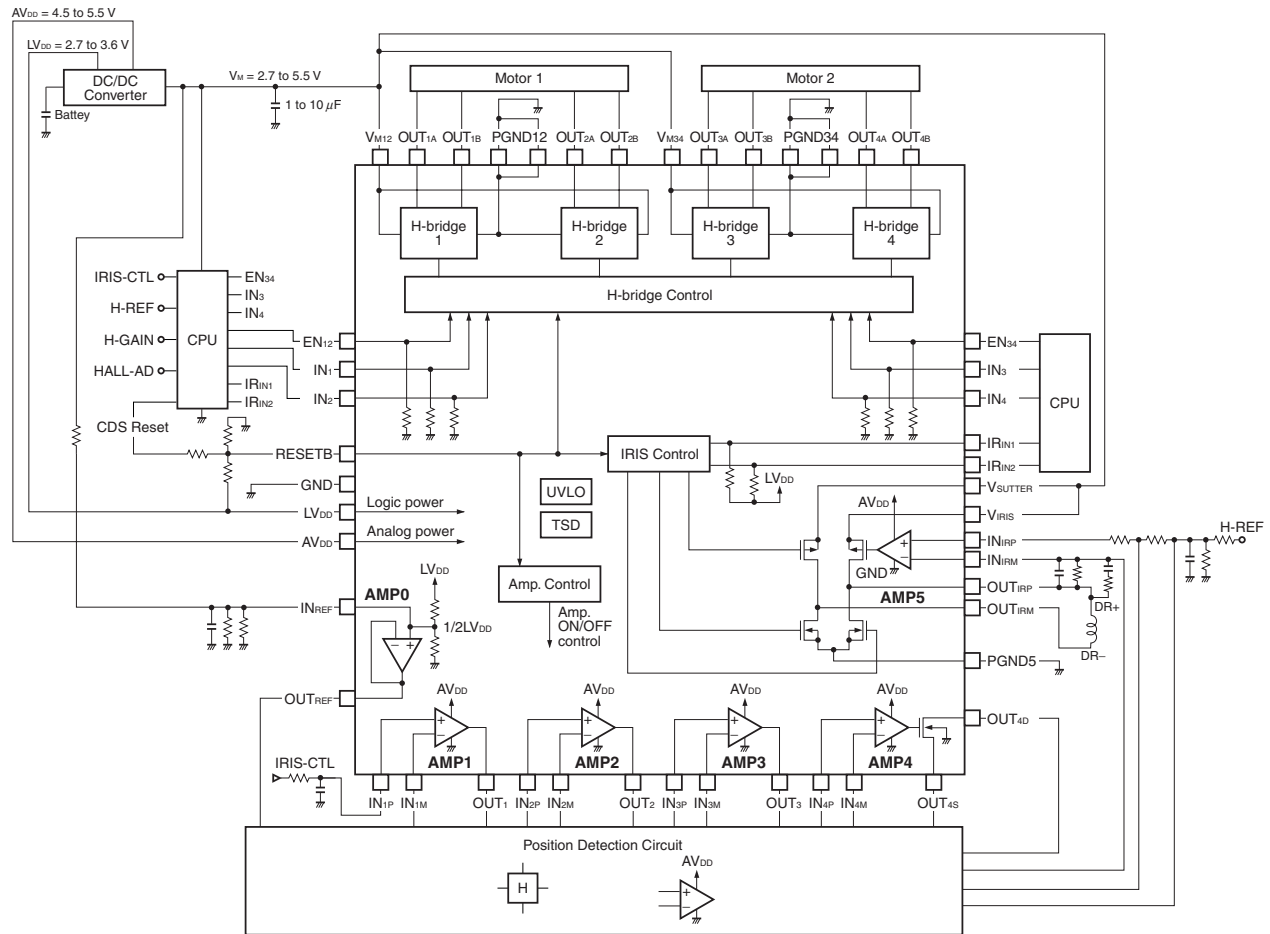 AVDD = 4.5 to 5.5 V
LVDD = 2.7 to 3.6 V
DC/DC
Converter
Battey
VM = 2.7 to 5.5 V
1 to 10 μF
Motor 1
Motor 2
VM12
OUT1A
OUT1B
PGND12
OUT2A
OUT2B
VM34
OUT3A
OUT3B
PGND34
OUT4A
OUT4B
H-bridge
1
H-bridge
2
H-bridge
3
H-bridge
4
H-bridge Control
IRIS-CTL
H-REF
H-GAIN
HALL-AD
CPU
EN34
IN3
IN4
IRIN1
IRIN2
CDS Reset
EN12
IN1
IN2
RESETB
GND
LVDD
AVDD
Logic power
Analog power
INREF
OUTREF
AMP0
LVDD
1/2LVDD
−
+
UVLO
TSD
Amp. Control
Amp.
ON/OFF
control
IRIS Control
LVDD
AVDD
+
−
GND
AMP5
EN34
IN3
IN4
IRIN1
IRIN2
CPU
VSUTTER
VIRIS
INIRP
INIRM
OUTIRP
OUTIRM
PGND5
OUT4D
H-REF
DR+
DR−
AVDD
+
−
AMP1
AVDD
+
−
AMP2
AVDD
+
−
AMP3
AVDD
+
−
AMP4
IRIS-CTL
IN1P
IN1M
OUT1
IN2P
IN2M
OUT2
IN3P
IN3M
OUT3
IN4P
IN4M
OUT4S
Position Detection Circuit
H
AVDD
+
−